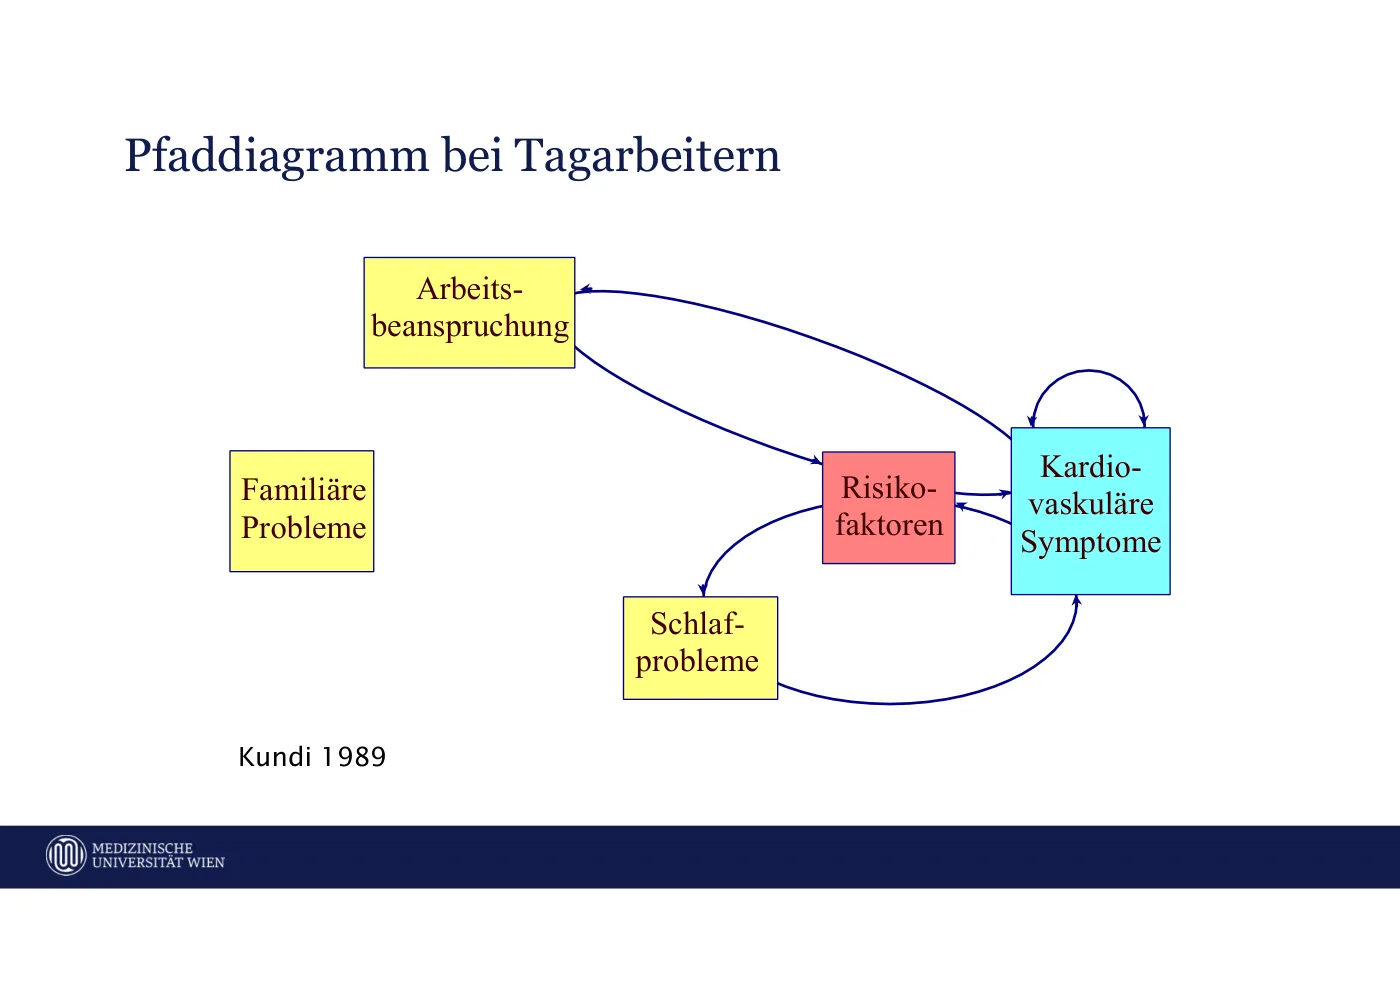 Pfaddiagramm bei Tagarbeitern
Arbeits-
beanspruchung
Familiäre
Probleme
Risiko-
faktoren
Kardio-
vaskuläre
Symptome
Schlaf-
probleme
Kundi 1989
MEDIZINISCHE
UNIVERSITÄT WIEN